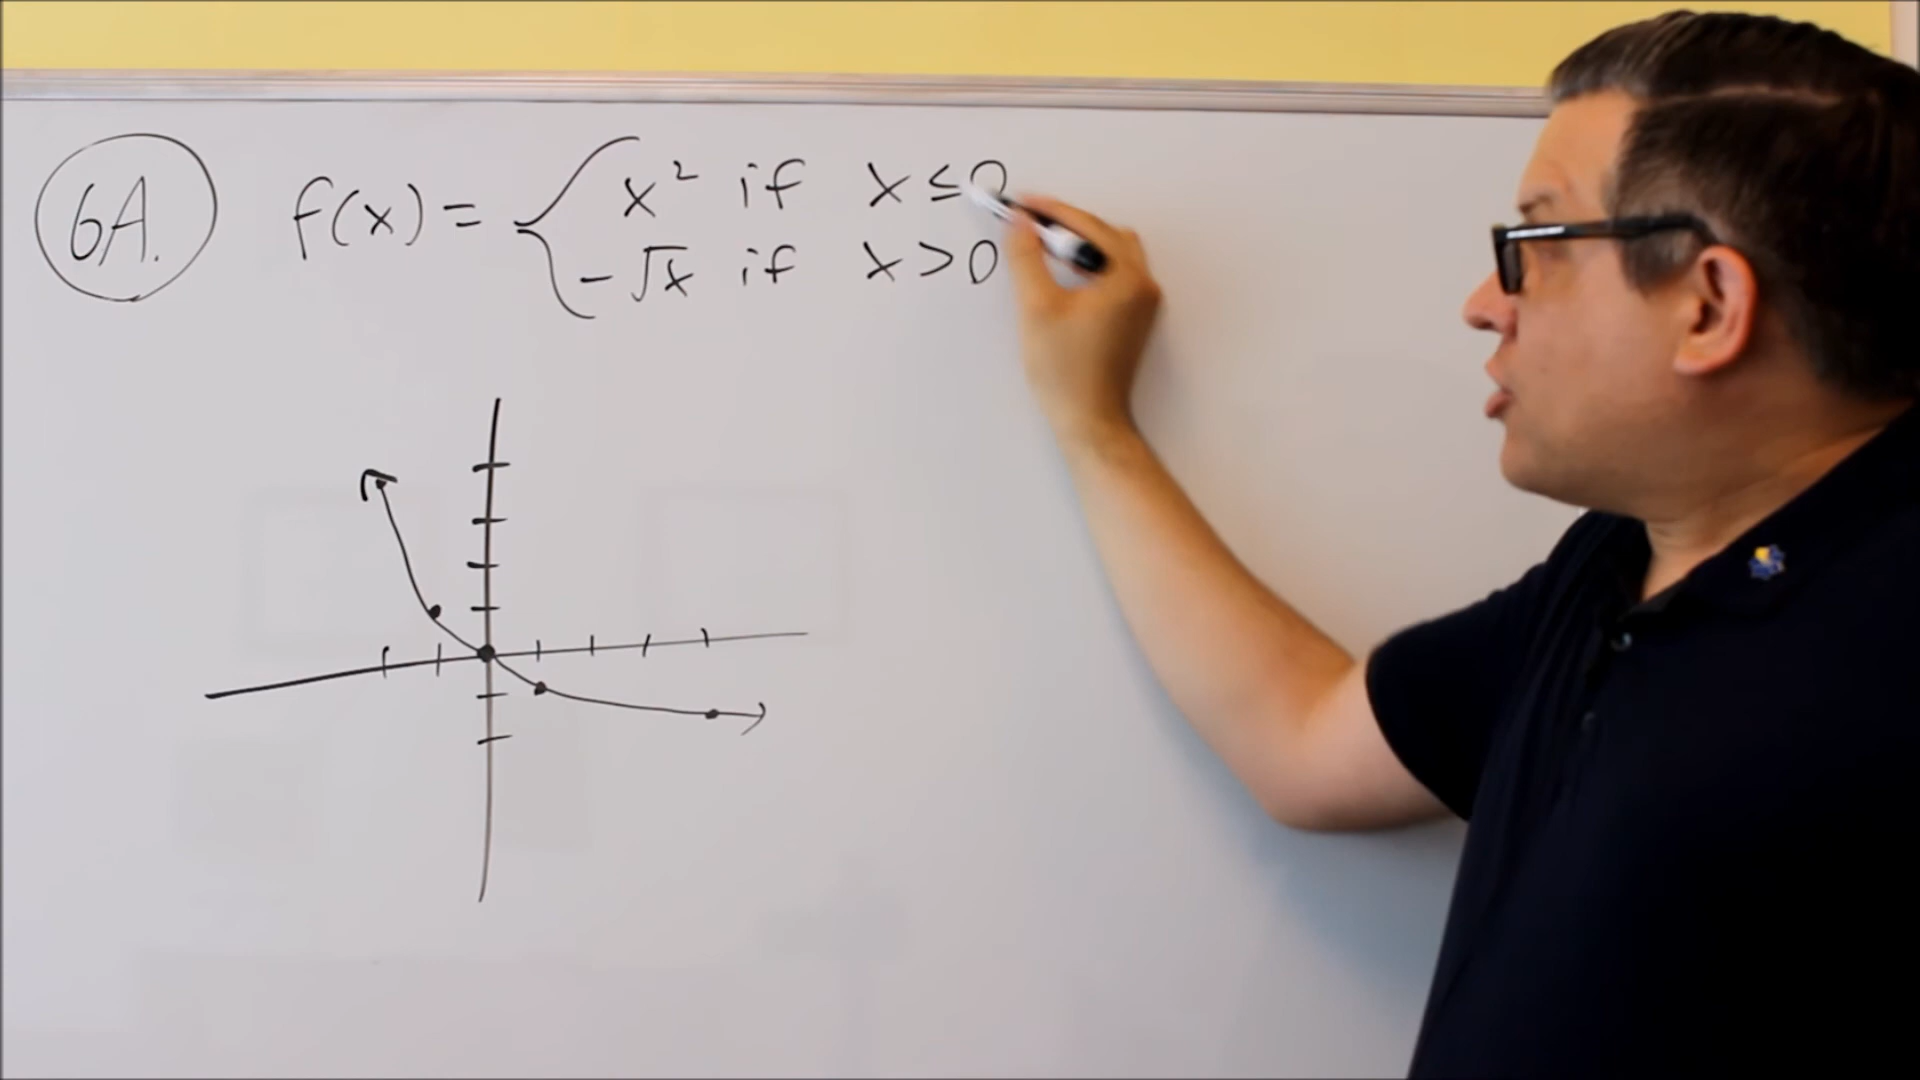 6A. f(x) = { x² if x ≤ 0
-√x if x > 0